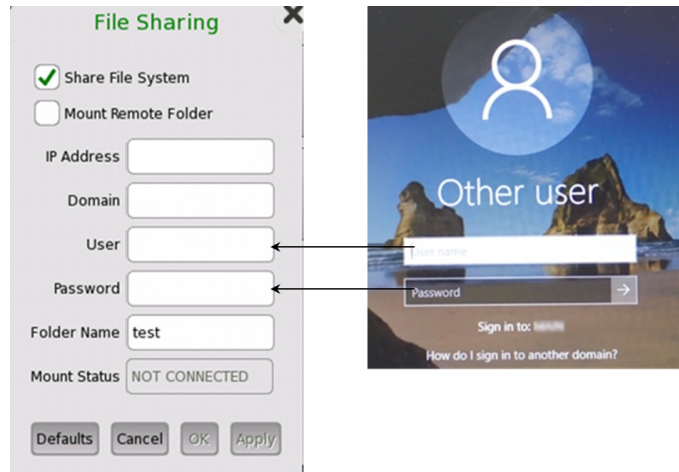 File Sharing
Share File System
Mount Remote Folder
IP Address
Domain
User
Password
Folder Name test
Mount Status NOT CONNECTED
Defaults Cancel OK Apply
Other user
User name
Password
Sign in to:
How do I sign in to another domain?